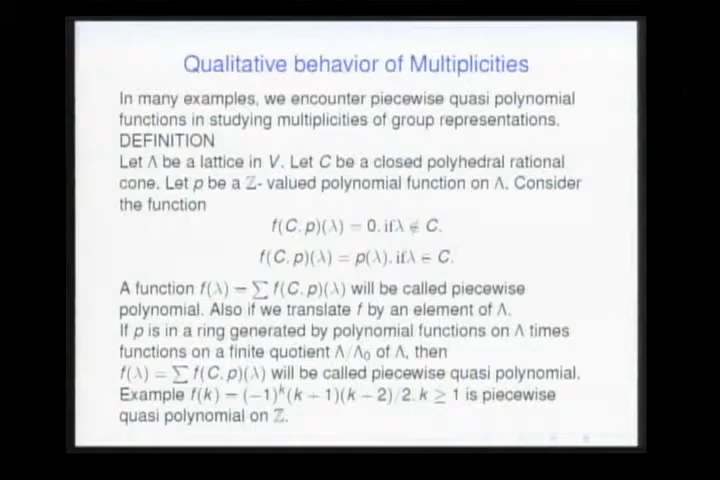 Qualitative behavior of Multiplicities
In many examples, we encounter piecewise quasi polynomial
functions in studying multiplicities of group representations.
DEFINITION
Let Λ be a lattice in V. Let C be a closed polyhedral rational
cone. Let p be a ℤ- valued polynomial function on Λ. Consider
the function
f(C, p)(λ) = 0, if λ ∉ C.
f(C, p)(λ) = p(λ), if λ ∈ C.
A function f(λ) = ∑ f(C, p)(λ) will be called piecewise
polynomial. Also if we translate f by an element of Λ.
If p is in a ring generated by polynomial functions on Λ times
functions on a finite quotient Λ/Λ₀ of Λ, then
f(λ) = ∑ f(C, p)(λ) will be called piecewise quasi polynomial.
Example f(k) = (−1)ᵏ(k + 1)(k − 2)/2, k ≥ 1 is piecewise
quasi polynomial on ℤ.